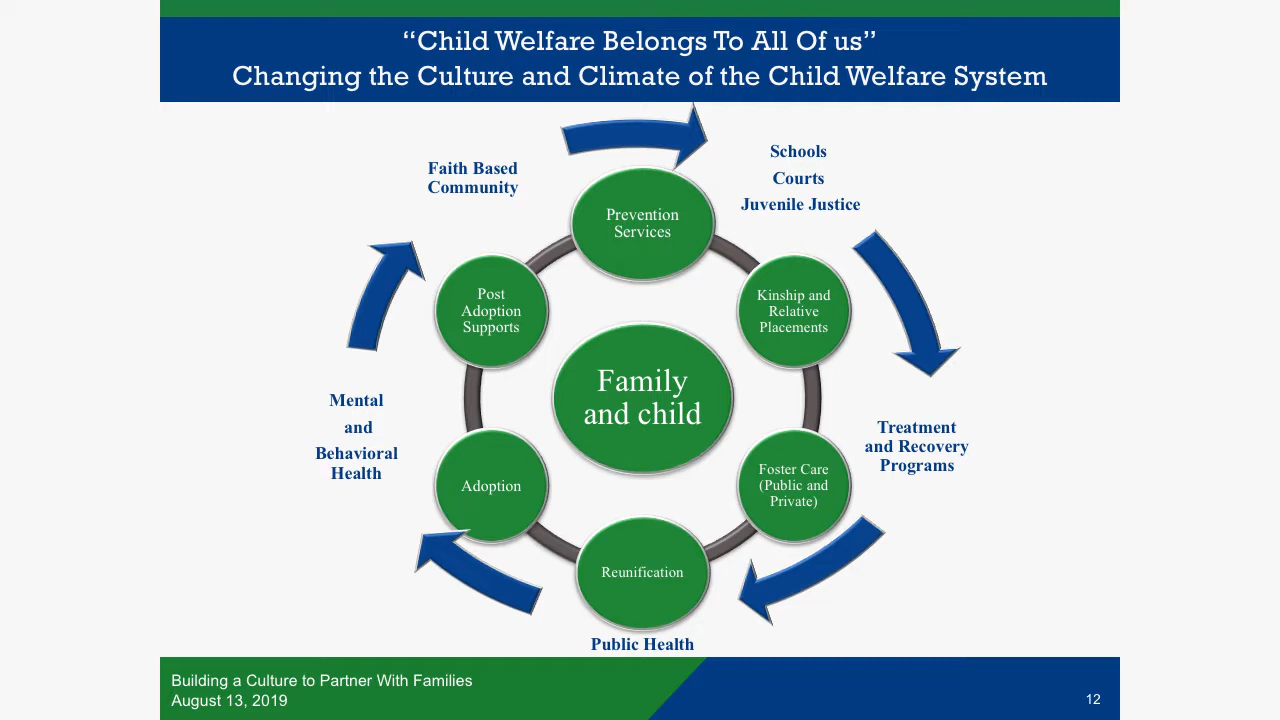 “Child Welfare Belongs To All Of us”
Changing the Culture and Climate of the Child Welfare System
Faith Based
Community
Schools
Courts
Juvenile Justice
Prevention
Services
Post
Adoption
Supports
Kinship and
Relative
Placements
Family
and child
Mental
and
Behavioral
Health
Treatment
and Recovery
Programs
Adoption
Foster Care
(Public and
Private)
Reunification
Public Health
Building a Culture to Partner With Families
August 13, 2019
12